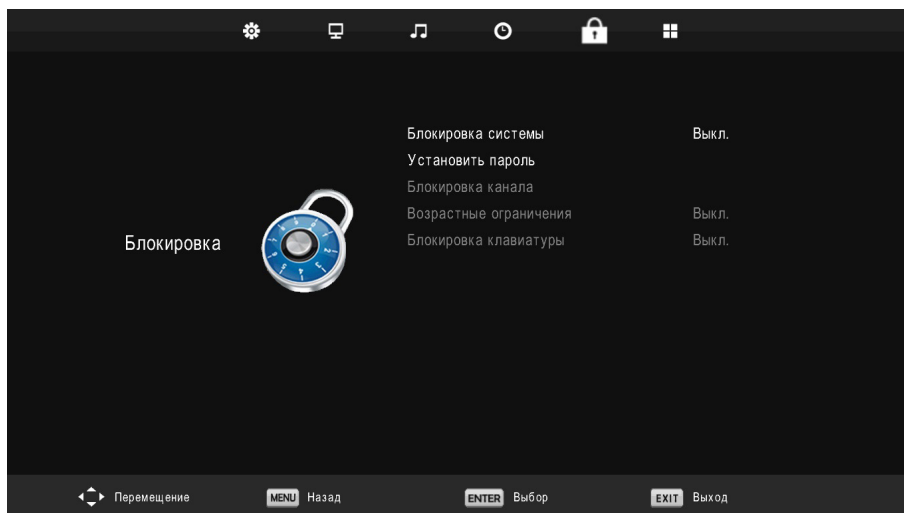 Блокировка системы Выкл.
Установить пароль
Блокировка канала
Возрастные ограничения Выкл.
Блокировка клавиатуры Выкл.
Блокировка
Перемещение MENU Назад ENTER Выбор EXIT Выход